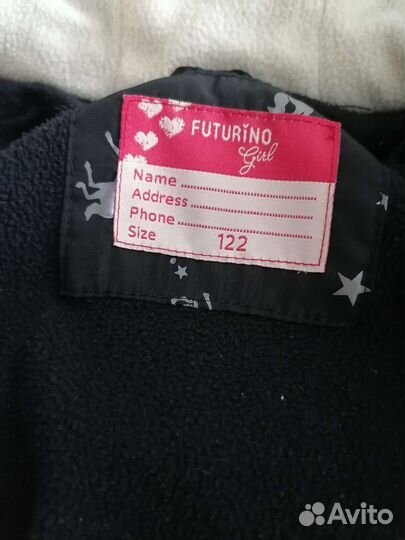 FUTURINO
Girl
Name..............................
Address.........................
Phone.............................
Size 122
Avito